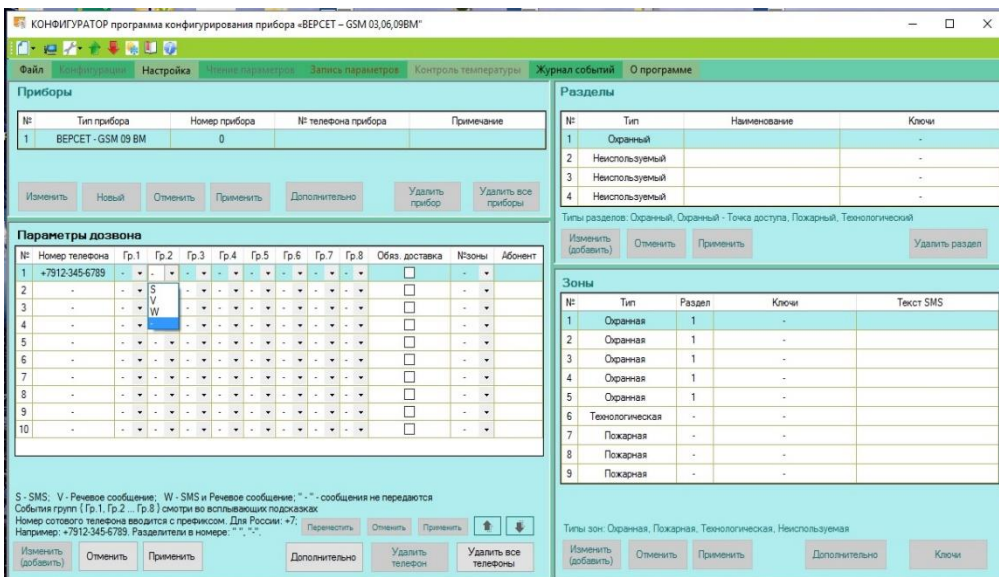 КОНФИГУРАТОР программа конфигурирования прибора «ВЕРСЕТ – GSM 03,06,09ВМ"
Файл Конфигурации Настройка Чтение параметров Запись параметров Контроль температуры Журнал событий О программе
Приборы
№ Тип прибора Номер прибора № телефона прибора Примечание
1 ВЕРСЕТ - GSM 09 ВМ 0
Изменить Новый Отменить Применить Дополнительно Удалить прибор Удалить все приборы
Параметры дозвона
№ Номер телефона Гр.1 Гр.2 Гр.3 Гр.4 Гр.5 Гр.6 Гр.7 Гр.8 Обяз. доставка №зоны Абонент
1 +7912-345-6789 - - - - - - - - -
2 - - - - - - - - -
S
3 - - - - - - - - -
V
W
4 - - - - - - - - -
-
5 - - - - - - - - - -
6 - - - - - - - - - -
7 - - - - - - - - - -
8 - - - - - - - - - -
9 - - - - - - - - - -
10 - - - - - - - - - -
S - SMS; V - Речевое сообщение; W - SMS и Речевое сообщение; " - " - сообщения не передаются
События групп ( Гр.1, Гр.2 ... Гр.8 ) смотри во всплывающих подсказках
Номер сотового телефона вводится с префиксом. Для России: +7;
Например: +7912-345-6789. Разделители в номере: " ", "-".
Переместить Отменить Применить
Изменить (добавить) Отменить Применить Дополнительно Удалить телефон Удалить все телефоны
Разделы
№ Тип Наименование Ключи
1 Охранный -
2 Неиспользуемый -
3 Неиспользуемый -
4 Неиспользуемый -
Типы разделов: Охранный, Охранный - Точка доступа, Пожарный, Технологический
Изменить (добавить) Отменить Применить Удалить раздел
Зоны
№ Тип Раздел Ключи Текст SMS
1 Охранная 1 -
2 Охранная 1 -
3 Охранная 1 -
4 Охранная 1 -
5 Охранная 1 -
6 Технологическая - -
7 Пожарная - -
8 Пожарная - -
9 Пожарная - -
Типы зон: Охранная, Пожарная, Технологическая, Неиспользуемая
Изменить (добавить) Отменить Применить Дополнительно Ключи